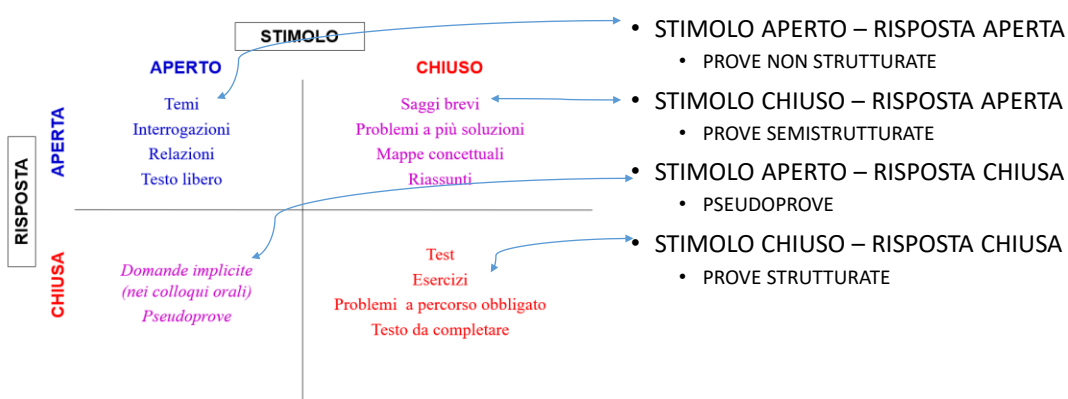 STIMOLO
APERTO
CHIUSO
RISPOSTA
APERTA
Temi
Interrogazioni
Relazioni
Testo libero
Saggi brevi
Problemi a più soluzioni
Mappe concettuali
Riassunti
CHIUSA
Domande implicite
(nei colloqui orali)
Pseudoprove
Test
Esercizi
Problemi a percorso obbligato
Testo da completare
• STIMOLO APERTO – RISPOSTA APERTA
• PROVE NON STRUTTURATE
• STIMOLO CHIUSO – RISPOSTA APERTA
• PROVE SEMISTRUTTURATE
• STIMOLO APERTO – RISPOSTA CHIUSA
• PSEUDOPROVE
• STIMOLO CHIUSO – RISPOSTA CHIUSA
• PROVE STRUTTURATE